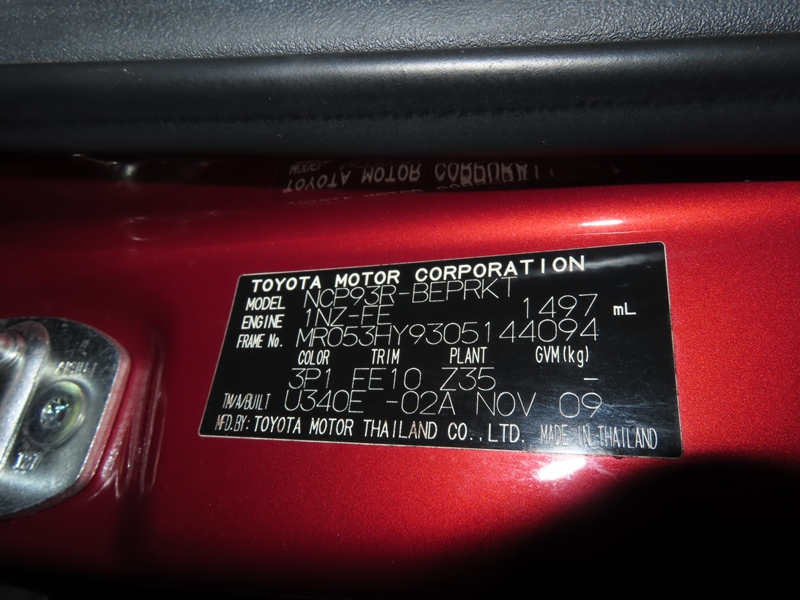 TOYOTA MOTOR CORPORATION
MODEL NCP93R-BEPRKT
ENGINE 1NZ-FE 1497 mL
FRAME No. MR053HY9305144094
COLOR TRIM PLANT GVM(kg)
3P1 FE10 Z35 -
TM/A/BUILT U340E -02A NOV 09
MFD.BY: TOYOTA MOTOR THAILAND CO.,LTD. MADE IN THAILAND